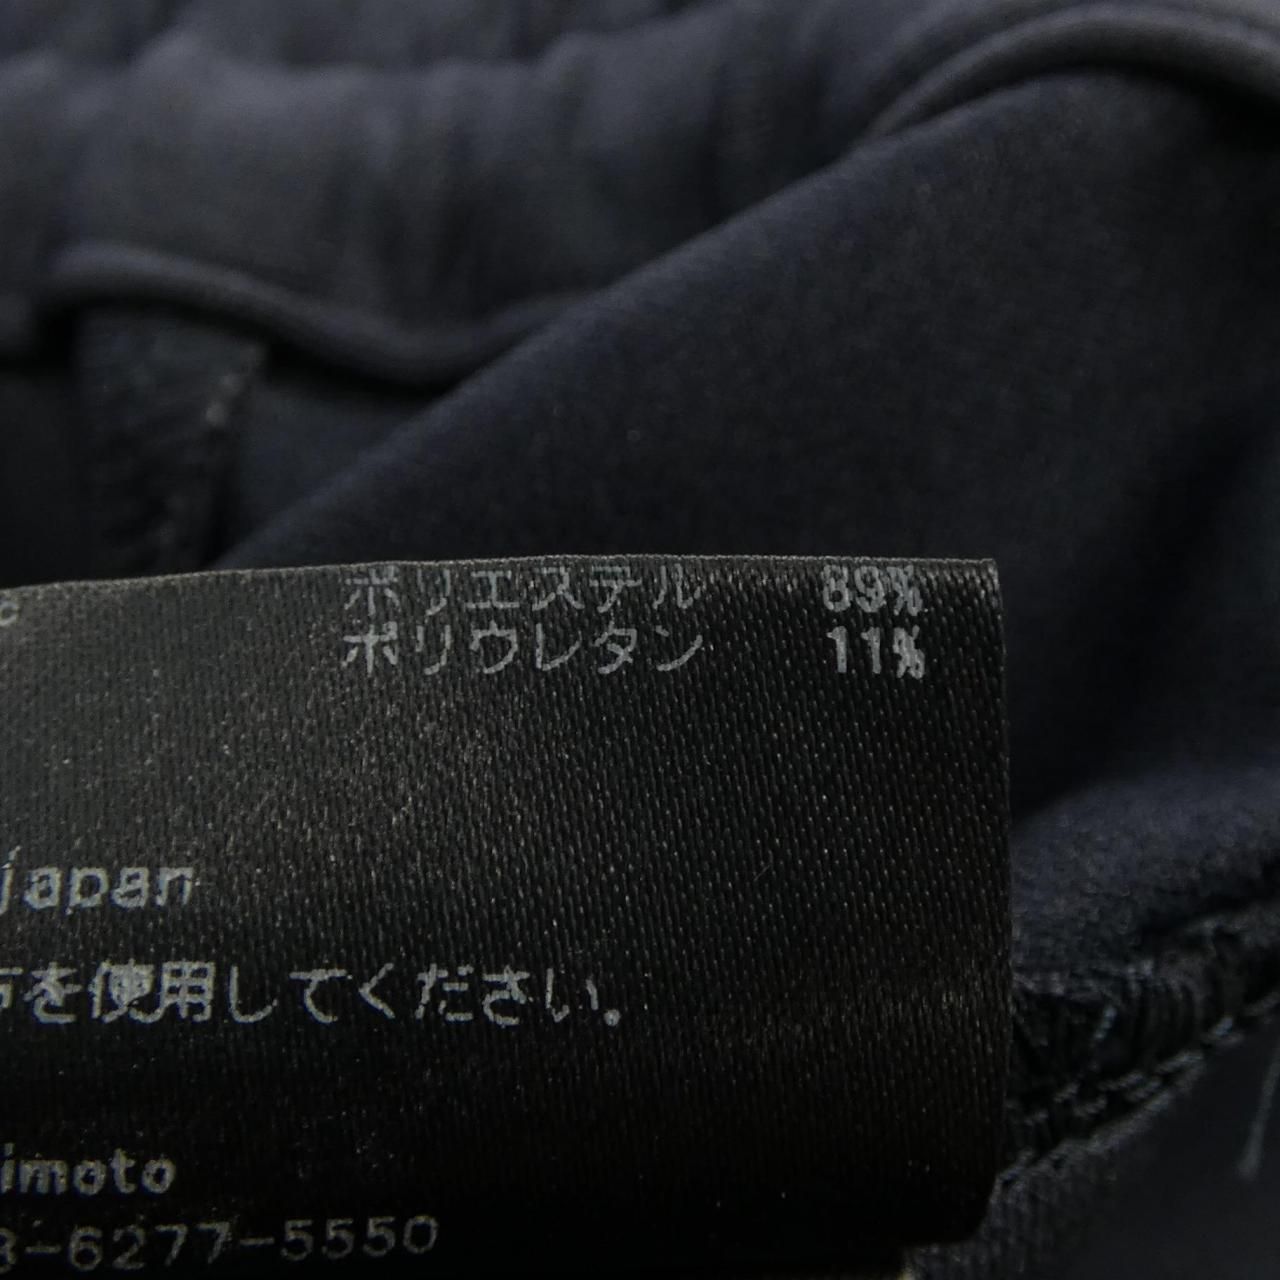 ポリエステル 89%
ポリウレタン 11%
japan
布を使用してください。
imoto
3-6277-5550